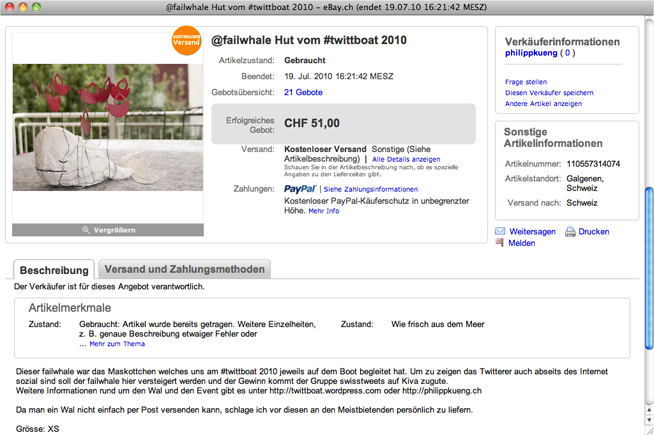 @failwhale Hut vom #twittboat 2010 – eBay.ch (endet 19.07.10 16:21:42 MESZ)
KOSTENLOSER
Versand
Vergrößern
@failwhale Hut vom #twittboat 2010
Artikelzustand: Gebraucht
Beendet: 19. Jul. 2010 16:21:42 MESZ
Gebotsübersicht: 21 Gebote
Erfolgreiches
Gebot: CHF 51,00
Versand: Kostenloser Versand Sonstige (Siehe
Artikelbeschreibung) | Alle Details anzeigen
Schauen Sie in der Artikelbeschreibung nach, ob es spezielle
Angaben zu den Lieferzeiten gibt.
Zahlungen: PayPal | Siehe Zahlungsinformationen
Kostenloser PayPal-Käuferschutz in unbegrenzter
Höhe. Mehr Info
Verkäuferinformationen
philippkueng ( 0 )
Frage stellen
Diesen Verkäufer speichern
Andere Artikel anzeigen
Sonstige
Artikelinformationen
Artikelnummer: 110557314074
Artikelstandort: Galgenen,
Schweiz
Versand nach: Schweiz
Weitersagen Drucken
Melden
Beschreibung Versand und Zahlungsmethoden
Der Verkäufer ist für dieses Angebot verantwortlich.
Artikelmerkmale
Zustand: Gebraucht: Artikel wurde bereits getragen. Weitere Einzelheiten, Zustand: Wie frisch aus dem Meer
z. B. genaue Beschreibung etwaiger Fehler oder
... Mehr zum Thema
Dieser failwhale war das Maskottchen welches uns am #twittboat 2010 jeweils auf dem Boot begleitet hat. Um zu zeigen das Twitterer auch abseits des Internet
sozial sind soll der failwhale hier versteigert werden und der Gewinn kommt der Gruppe swisstweets auf Kiva zugute.
Weitere Informationen rund um den Wal und den Event gibt es unter http://twittboat.wordpress.com oder http://philippkueng.ch
Da man ein Wal nicht einfach per Post versenden kann, schlage ich vor diesen an den Meistbietenden persönlich zu liefern.
Grösse: XS